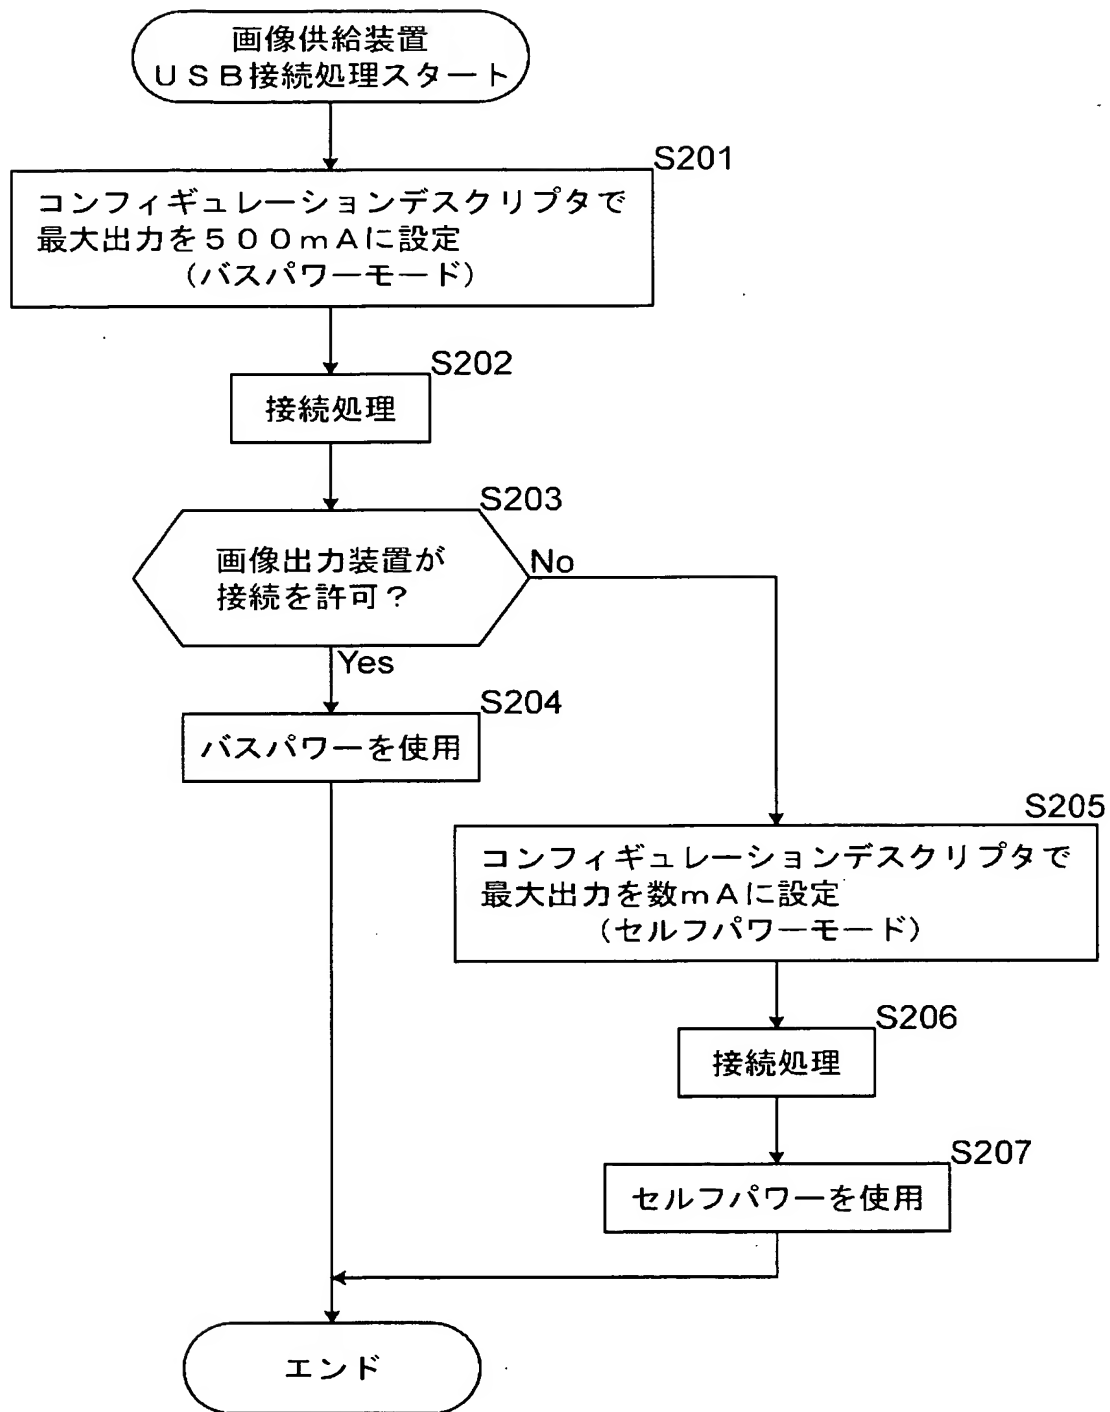 画像供給装置
USB接続処理スタート
S201
コンフィギュレーションデスクリプタで
最大出力を500mAに設定
(バスパワーモード)
S202
接続処理
S203
画像出力装置が
接続を許可?
No
Yes
S204
バスパワーを使用
S205
コンフィギュレーションデスクリプタで
最大出力を数mAに設定
(セルフパワーモード)
S206
接続処理
S207
セルフパワーを使用
エンド